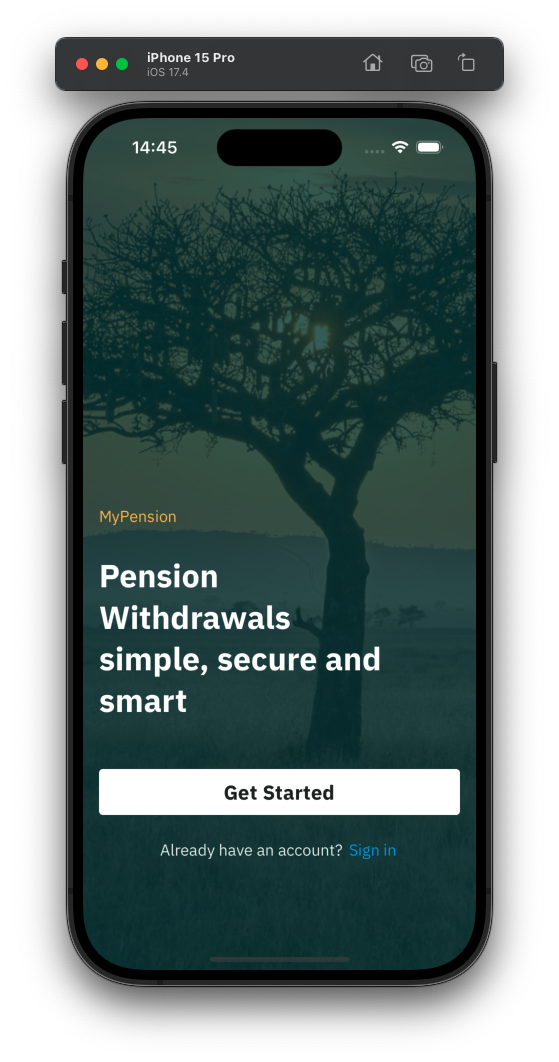 iPhone 15 Pro
iOS 17.4
14:45
MyPension
Pension
Withdrawals
simple, secure and
smart
Get Started
Already have an account? Sign in